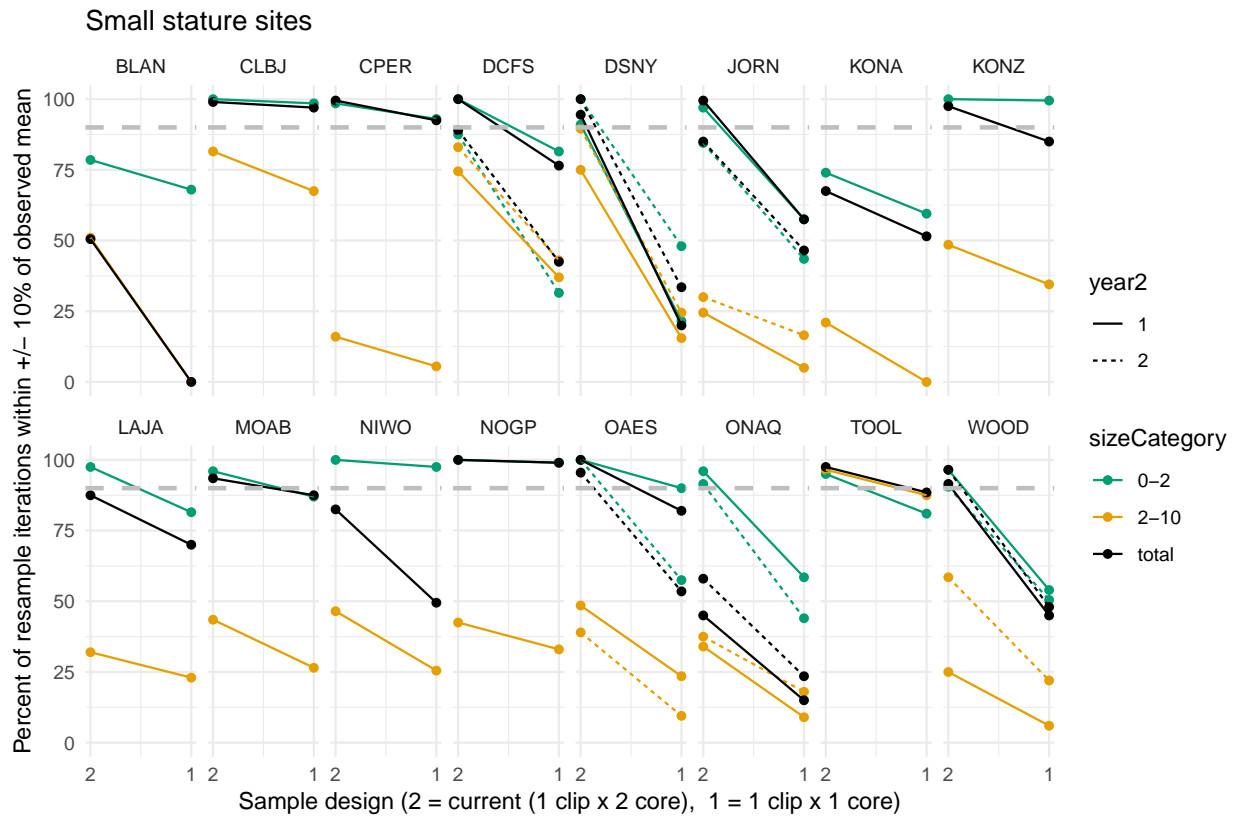 Small stature sites
BLAN CLBJ CPER DCFS DSNY JORN KONA KONZ
100
75
50
25
0
LAJA MOAB NIWO NOGP OAES ONAQ TOOL WOOD
100
75
50
25
0
2 1 2 1 2 1 2 1 2 1 2 1 2 1 2 1
Sample design (2 = current (1 clip x 2 core),  1 = 1 clip x 1 core)
Percent of resample iterations within +/− 10% of observed mean
year2
1
2
sizeCategory
0−2
2−10
total